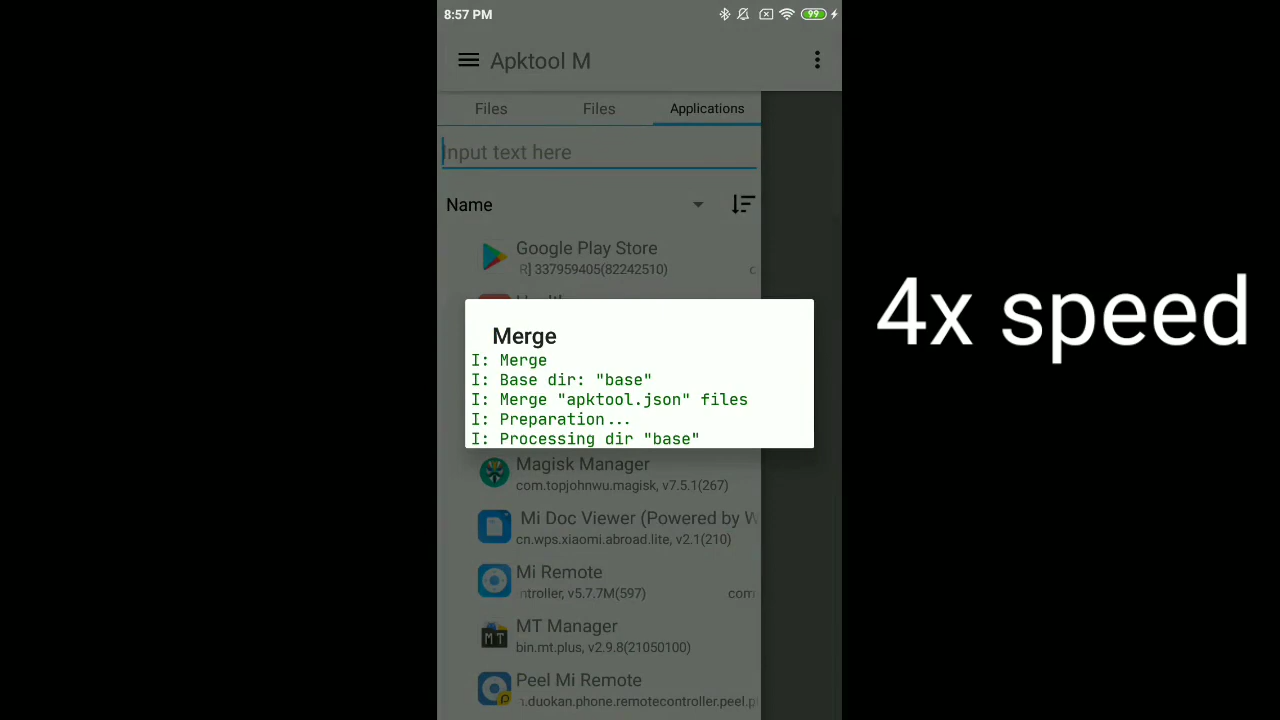 8:57 PM
99
Apktool M
Files
Files
Applications
Input text here
Name
Google Play Store
R] 337959405(82242510)
Merge
I: Merge
I: Base dir: "base"
I: Merge "apktool.json" files
I: Preparation...
I: Processing dir "base"
Magisk Manager
com.topjohnwu.magisk, v7.5.1(267)
Mi Doc Viewer (Powered by W
cn.wps.xiaomi.abroad.lite, v2.1(210)
Mi Remote
ntroller, v5.7.7M(597)
com
MT Manager
bin.mt.plus, v2.9.8(21050100)
Peel Mi Remote
n.duokan.phone.remotecontroller.peel.p
4x speed